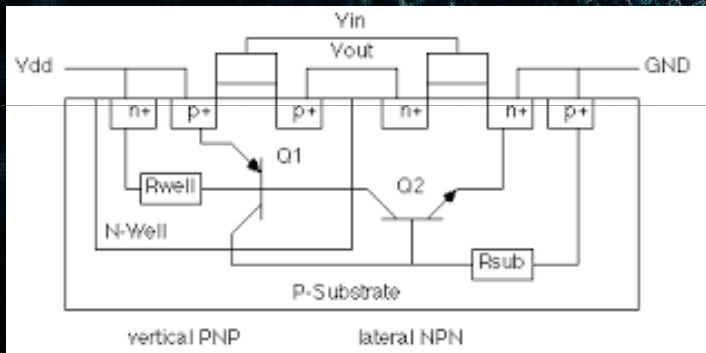 Vin
Vout
Vdd
GND
n+ p+ p+ n+ n+ p+
Q1
Rwell
Q2
N-Well
Rsub
P-Substrate
vertical PNP lateral NPN